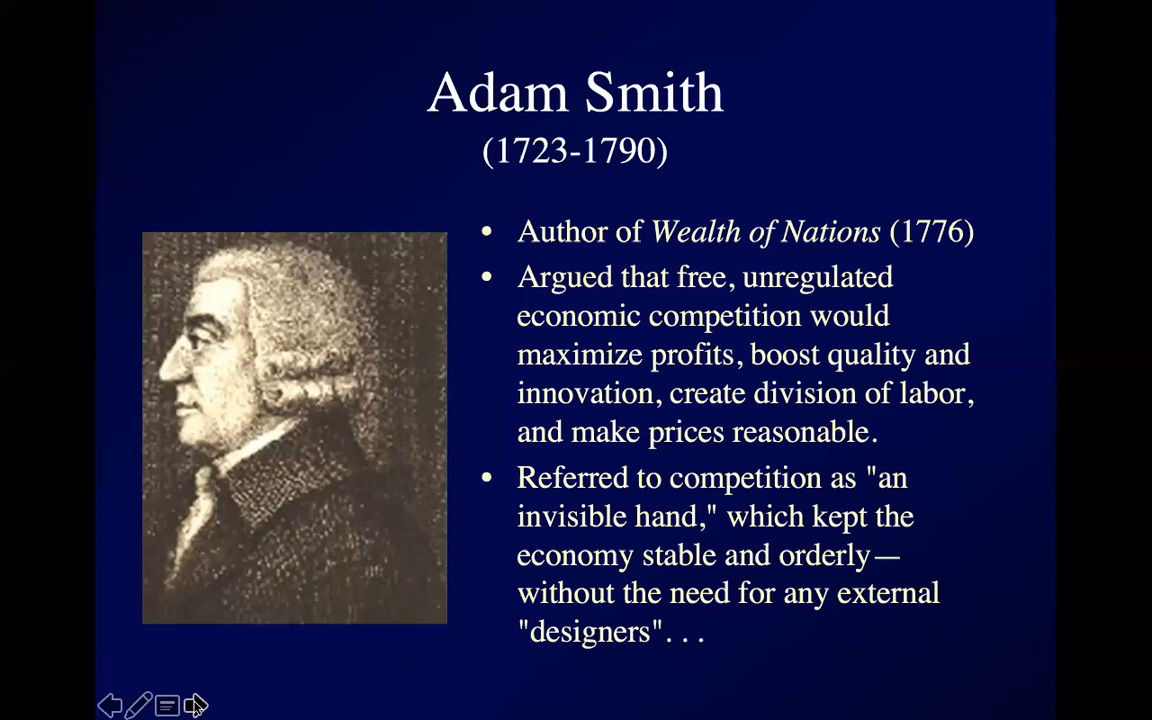 Adam Smith
(1723-1790)
• Author of Wealth of Nations (1776)
• Argued that free, unregulated
economic competition would
maximize profits, boost quality and
innovation, create division of labor,
and make prices reasonable.
• Referred to competition as "an
invisible hand," which kept the
economy stable and orderly—
without the need for any external
"designers". . .